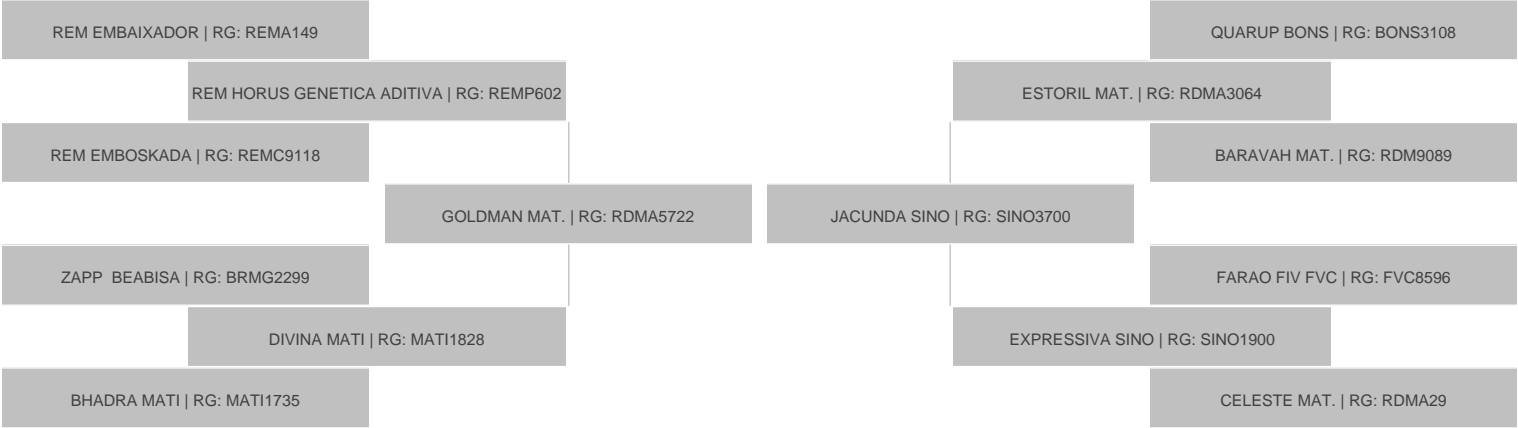 REM EMBAIXADOR | RG: REMA149
QUARUP BONS | RG: BONS3108
REM HORUS GENETICA ADITIVA | RG: REMP602
ESTORIL MAT. | RG: RDMA3064
REM EMBOSKADA | RG: REMC9118
BARAVAH MAT. | RG: RDM9089
GOLDMAN MAT. | RG: RDMA5722
JACUNDA SINO | RG: SINO3700
ZAPP  BEABISA | RG: BRMG2299
FARAO FIV FVC | RG: FVC8596
DIVINA MATI | RG: MATI1828
EXPRESSIVA SINO | RG: SINO1900
BHADRA MATI | RG: MATI1735
CELESTE MAT. | RG: RDMA29